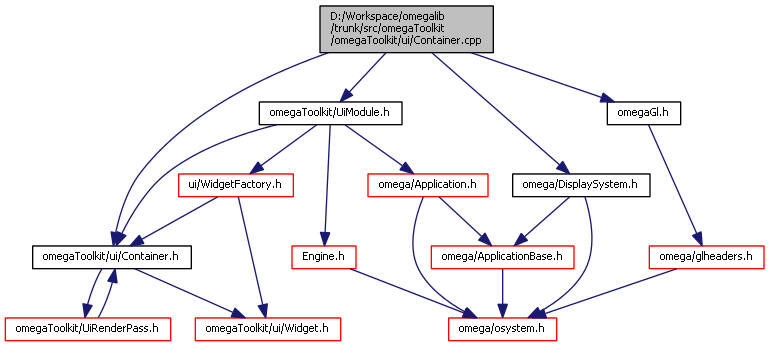 D:/Workspace/omegalib
/trunk/src/omegaToolkit
/omegaToolkit/ui/Container.cpp
omegaToolkit/UiModule.h
omegaGl.h
ui/WidgetFactory.h
omega/Application.h
omega/DisplaySystem.h
omegaToolkit/ui/Container.h
Engine.h
omega/ApplicationBase.h
omega/glheaders.h
omegaToolkit/UiRenderPass.h
omegaToolkit/ui/Widget.h
omega/osystem.h